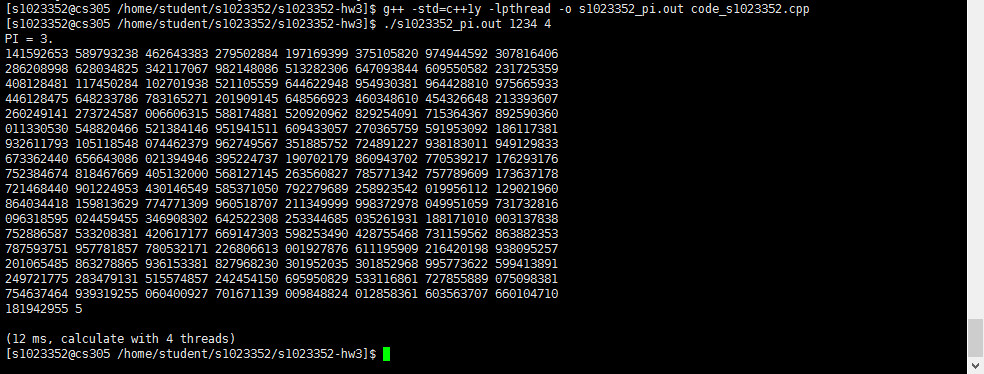 [s1023352@cs305 /home/student/s1023352/s1023352-hw3]$ g++ -std=c++1y -lpthread -o s1023352_pi.out code_s1023352.cpp
[s1023352@cs305 /home/student/s1023352/s1023352-hw3]$ ./s1023352_pi.out 1234 4
PI = 3.
141592653 589793238 462643383 279502884 197169399 375105820 974944592 307816406
286208998 628034825 342117067 982148086 513282306 647093844 609550582 231725359
408128481 117450284 102701938 521105559 644622948 954930381 964428810 975665933
446128475 648233786 783165271 201909145 648566923 460348610 454326648 213393607
260249141 273724587 006606315 588174881 520920962 829254091 715364367 892590360
011330530 548820466 521384146 951941511 609433057 270365759 591953092 186117381
932611793 105118548 074462379 962749567 351885752 724891227 938183011 949129833
673362440 656643086 021394946 395224737 190702179 860943702 770539217 176293176
752384674 818467669 405132000 568127145 263560827 785771342 757789609 173637178
721468440 901224953 430146549 585371050 792279689 258923542 019956112 129021960
864034418 159813629 774771309 960518707 211349999 998372978 049951059 731732816
096318595 024459455 346908302 642522308 253344685 035261931 188171010 003137838
752886587 533208381 420617177 669147303 598253490 428755468 731159562 863882353
787593751 957781857 780532171 226806613 001927876 611195909 216420198 938095257
201065485 863278865 936153381 827968230 301952035 301852968 995773622 599413891
249721775 283479131 515574857 242454150 695950829 533116861 727855889 075098381
754637464 939319255 060400927 701671139 009848824 012858361 603563707 660104710
181942955 5
(12 ms, calculate with 4 threads)
[s1023352@cs305 /home/student/s1023352/s1023352-hw3]$